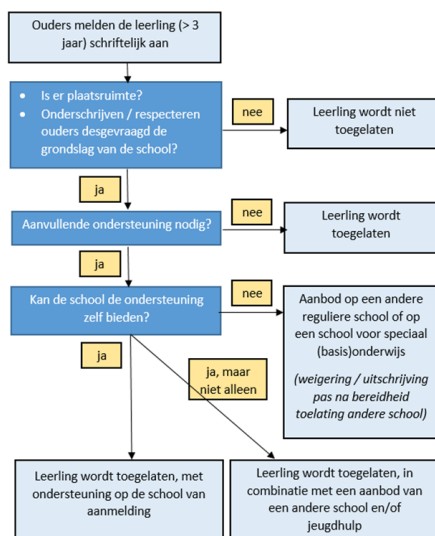 Ouders melden de leerling (> 3
jaar) schriftelijk aan
• Is er plaatsruimte?
• Onderschrijven / respecteren
ouders desgevraagd de
grondslag van de school?
nee
Leerling wordt niet
toegelaten
ja
Aanvullende ondersteuning nodig?
nee
Leerling wordt
toegelaten
ja
Kan de school de ondersteuning
zelf bieden?
nee
Aanbod op een andere
reguliere school of op
een school voor speciaal
(basis)onderwijs
(weigering / uitschrijving
pas na bereidheid
toelating andere school)
ja
ja, maar
niet alleen
Leerling wordt toegelaten, met
ondersteuning op de school van
aanmelding
Leerling wordt toegelaten, in
combinatie met een aanbod van
een andere school en/of
jeugdhulp